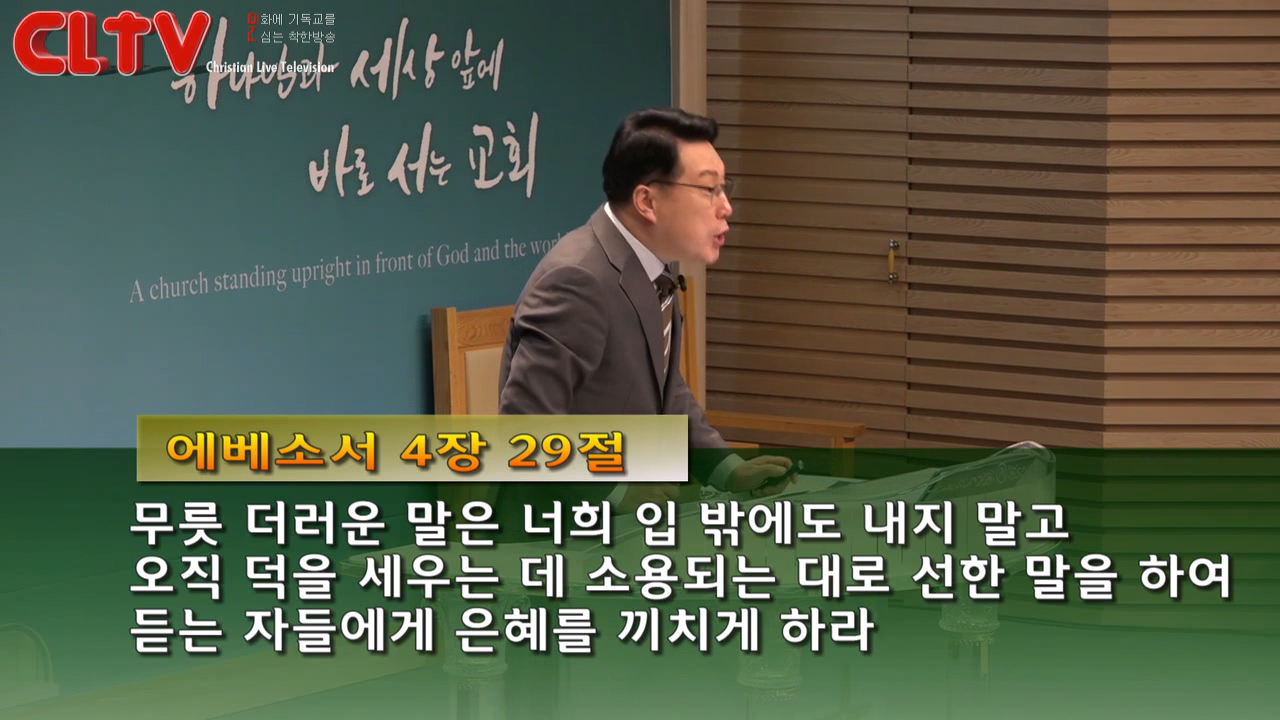 CLTV
문화에 기독교를
심는 착한방송
Christian Live Television
하나님과 세상 앞에
바로 서는 교회
A church standing upright in front of God and the world
에베소서 4장 29절
무릇 더러운 말은 너희 입 밖에도 내지 말고
오직 덕을 세우는 데 소용되는 대로 선한 말을 하여
듣는 자들에게 은혜를 끼치게 하라